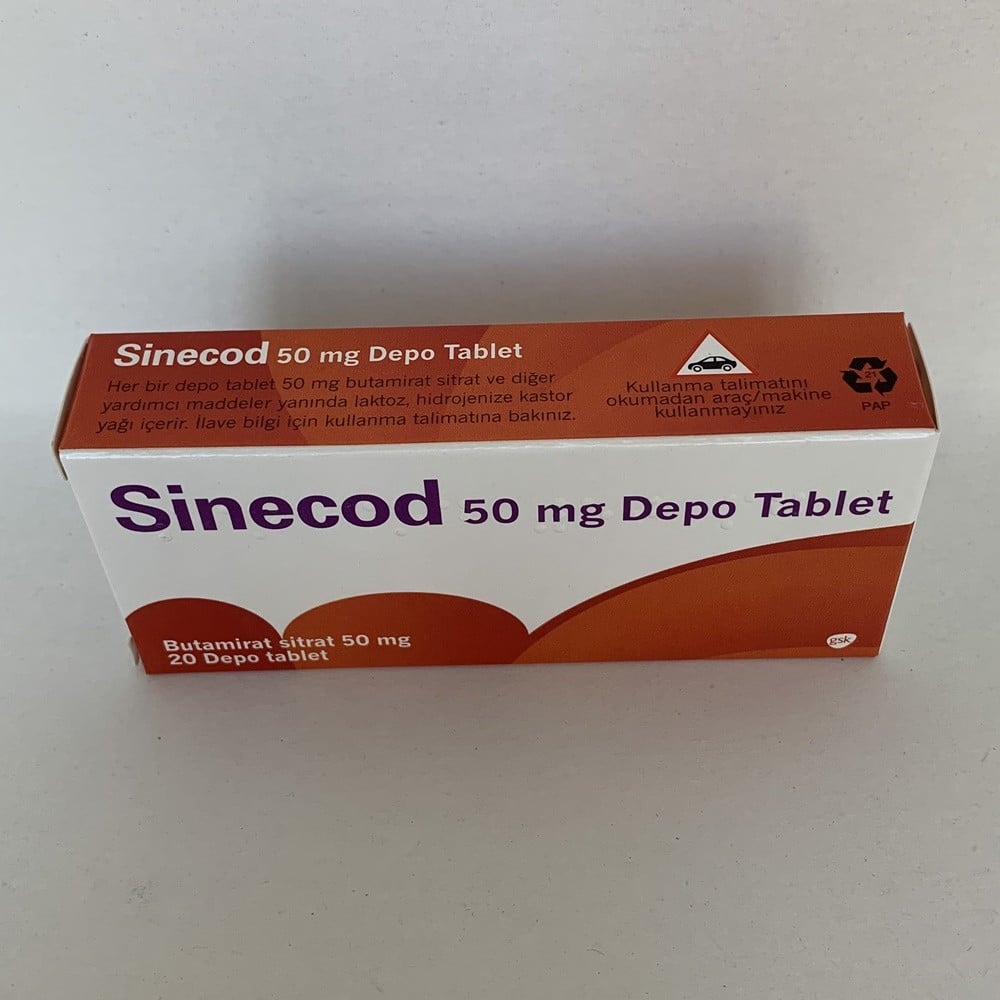 Sinecod 50 mg Depo Tablet
Her bir depo tablet 50 mg butamirat sitrat ve diğer
yardımcı maddeler yanında laktoz, hidrojenize kastor
yağı içerir. İlave bilgi için kullanma talimatına bakınız.
Kullanma talimatını
okumadan araç/makine
kullanmayınız
21
PAP
Sinecod 50 mg Depo Tablet
Butamirat sitrat 50 mg
20 Depo tablet
gsk